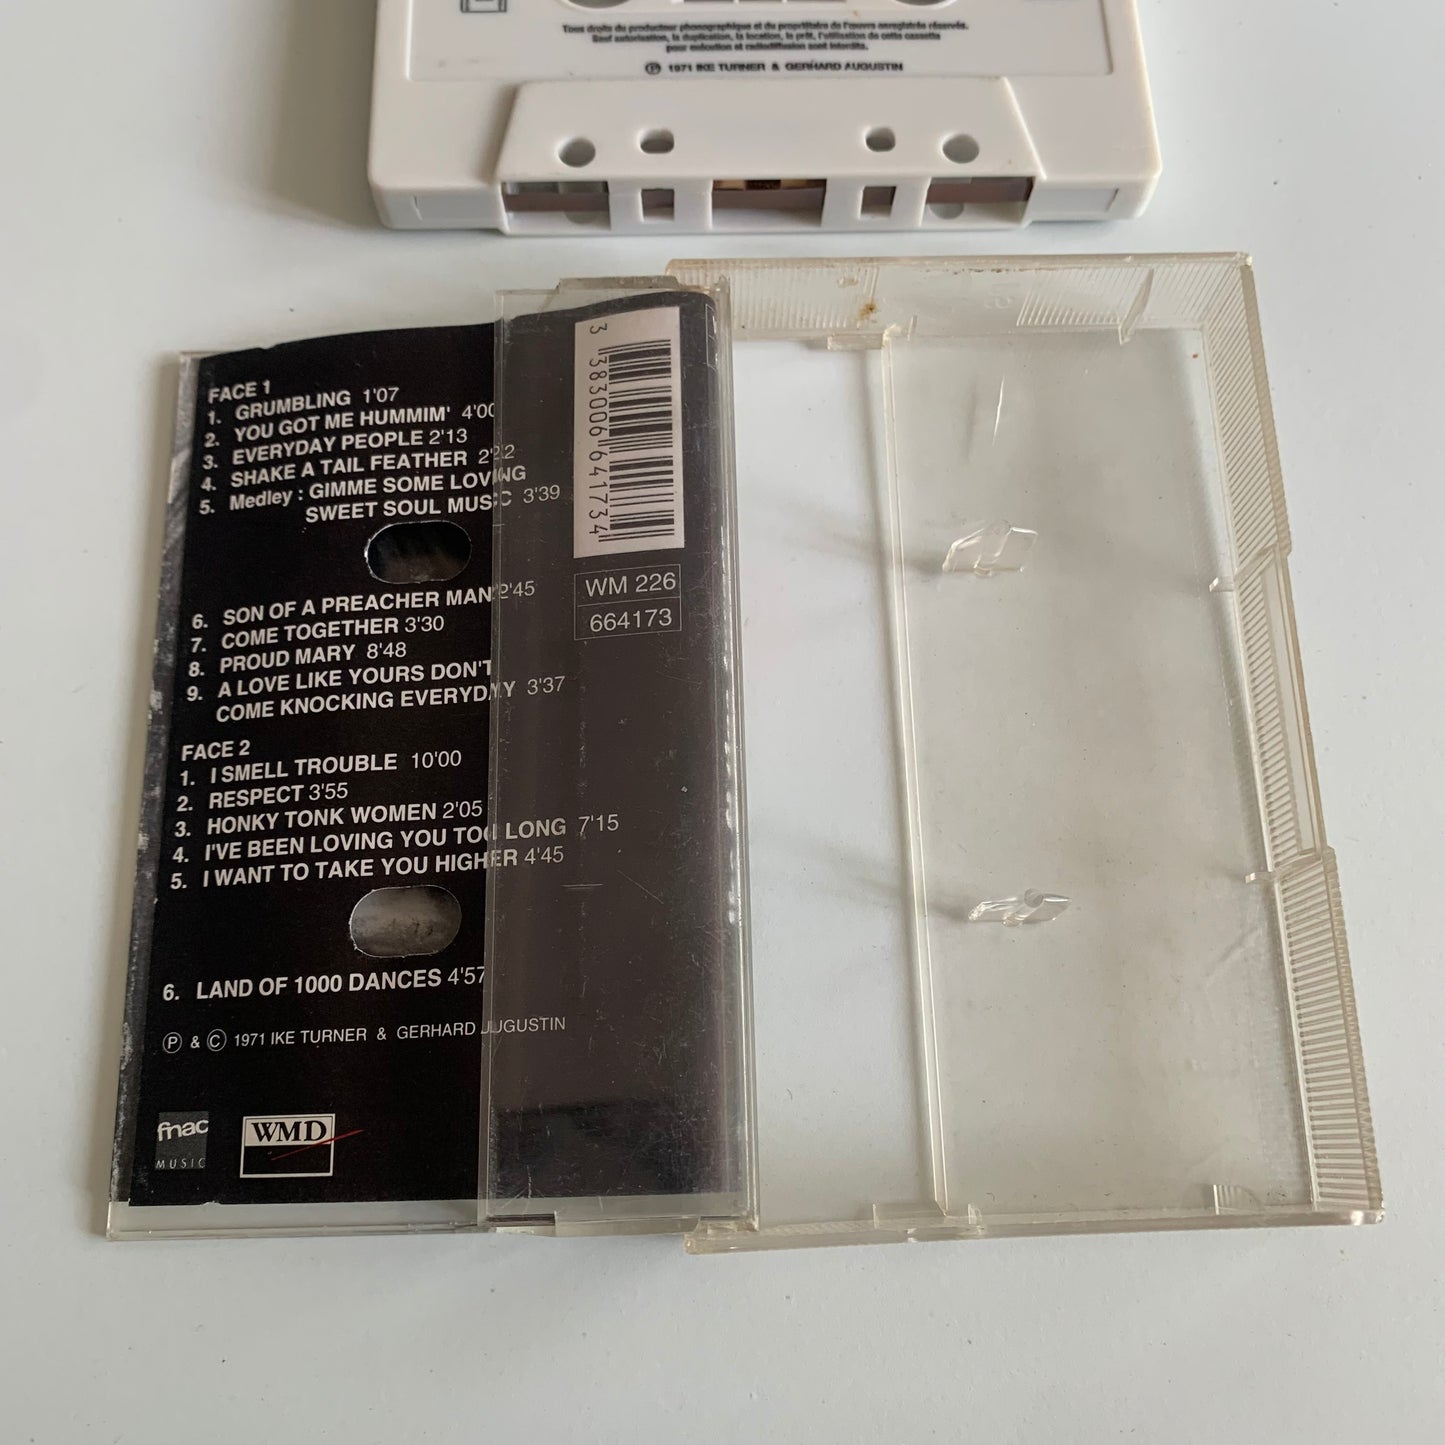 Tous droits du producteur phonographique et du propriétaire de l'œuvre enregistrée réservés.
Sauf autorisation, la duplication, la location, le prêt, l'utilisation de cette cassette
pour exécution et radiodiffusion sont interdits.
Ⓟ 1971 IKE TURNER & GERHARD AUGUSTIN
FACE 1
1. GRUMBLING 1'07
2. YOU GOT ME HUMMIM' 4'00
3. EVERYDAY PEOPLE 2'13
4. SHAKE A TAIL FEATHER 2'22
5. Medley : GIMME SOME LOVING
SWEET SOUL MUSIC 3'39
6. SON OF A PREACHER MAN 2'45
7. COME TOGETHER 3'30
8. PROUD MARY 8'48
9. A LOVE LIKE YOURS DON'T
COME KNOCKING EVERYDAY 3'37
FACE 2
1. I SMELL TROUBLE 10'00
2. RESPECT 3'55
3. HONKY TONK WOMEN 2'05
4. I'VE BEEN LOVING YOU TOO LONG 7'15
5. I WANT TO TAKE YOU HIGHER 4'45
6. LAND OF 1000 DANCES 4'57
Ⓟ & © 1971 IKE TURNER & GERHARD AUGUSTIN
fnac
MUSIC
WMD
3 383006 641734
WM 226
664173